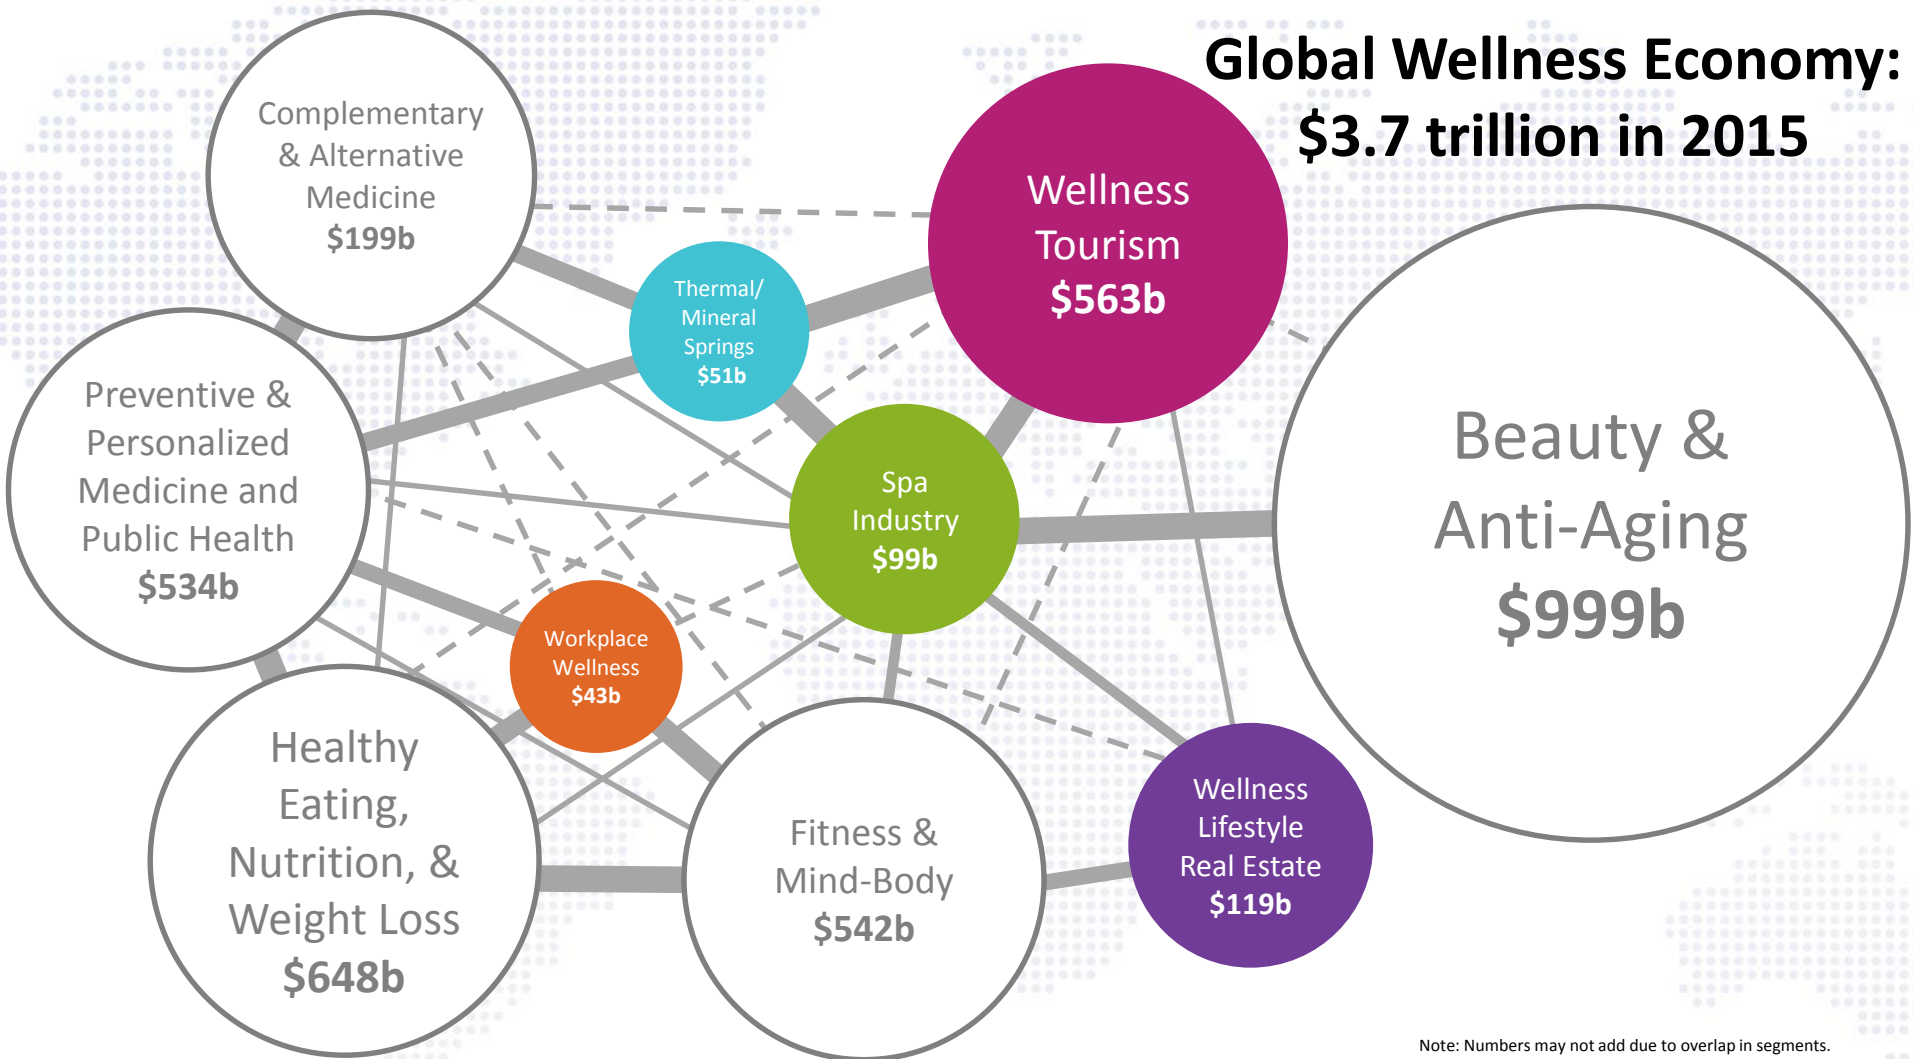 Global Wellness Economy:
$3.7 trillion in 2015
Complementary
& Alternative
Medicine
$199b
Wellness
Tourism
$563b
Thermal/
Mineral
Springs
$51b
Preventive &
Personalized
Medicine and
Public Health
$534b
Spa
Industry
$99b
Beauty &
Anti-Aging
$999b
Workplace
Wellness
$43b
Healthy
Eating,
Nutrition, &
Weight Loss
$648b
Fitness &
Mind-Body
$542b
Wellness
Lifestyle
Real Estate
$119b
Note: Numbers may not add due to overlap in segments.